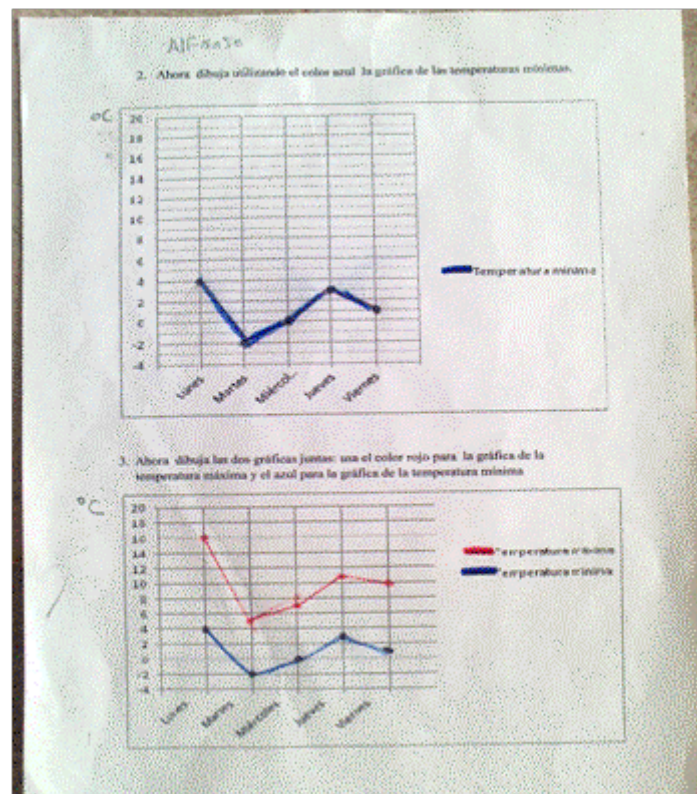 Alfonso
2. Ahora dibuja utilizando el color azul la gráfica de las temperaturas mínimas.
ºC
20
18
16
14
12
10
8
6
4
2
0
-2
-4
Lunes
Martes
Miércol...
Jueves
Viernes
Temperatura mínima
3. Ahora dibuja las dos gráficas juntas: usa el color rojo para la gráfica de la
temperatura máxima y el azul para la gráfica de la temperatura mínima
ºC
20
18
16
14
12
10
8
6
4
2
0
-2
-4
Lunes
Martes
Miércoles
Jueves
Viernes
Temperatura máxima
Temperatura mínima